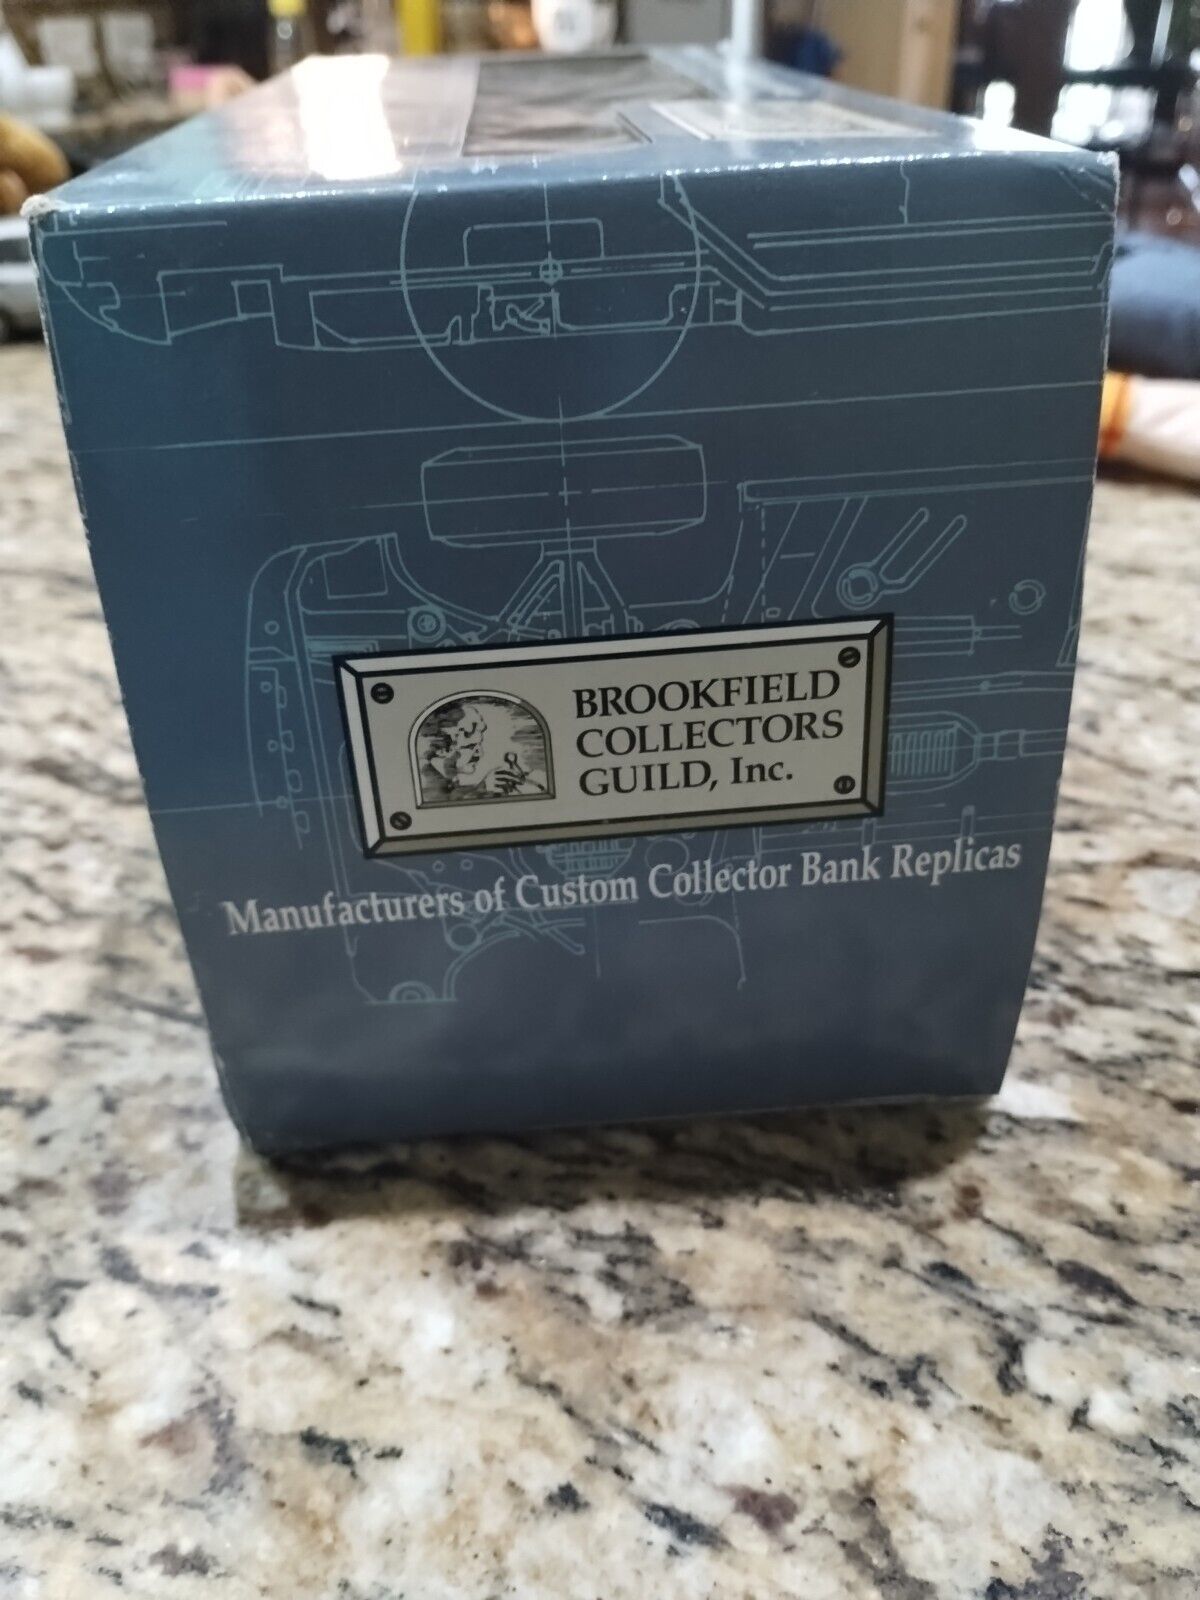 BROOKFIELD
COLLECTORS
GUILD, Inc.
Manufacturers of Custom Collector Bank Replicas